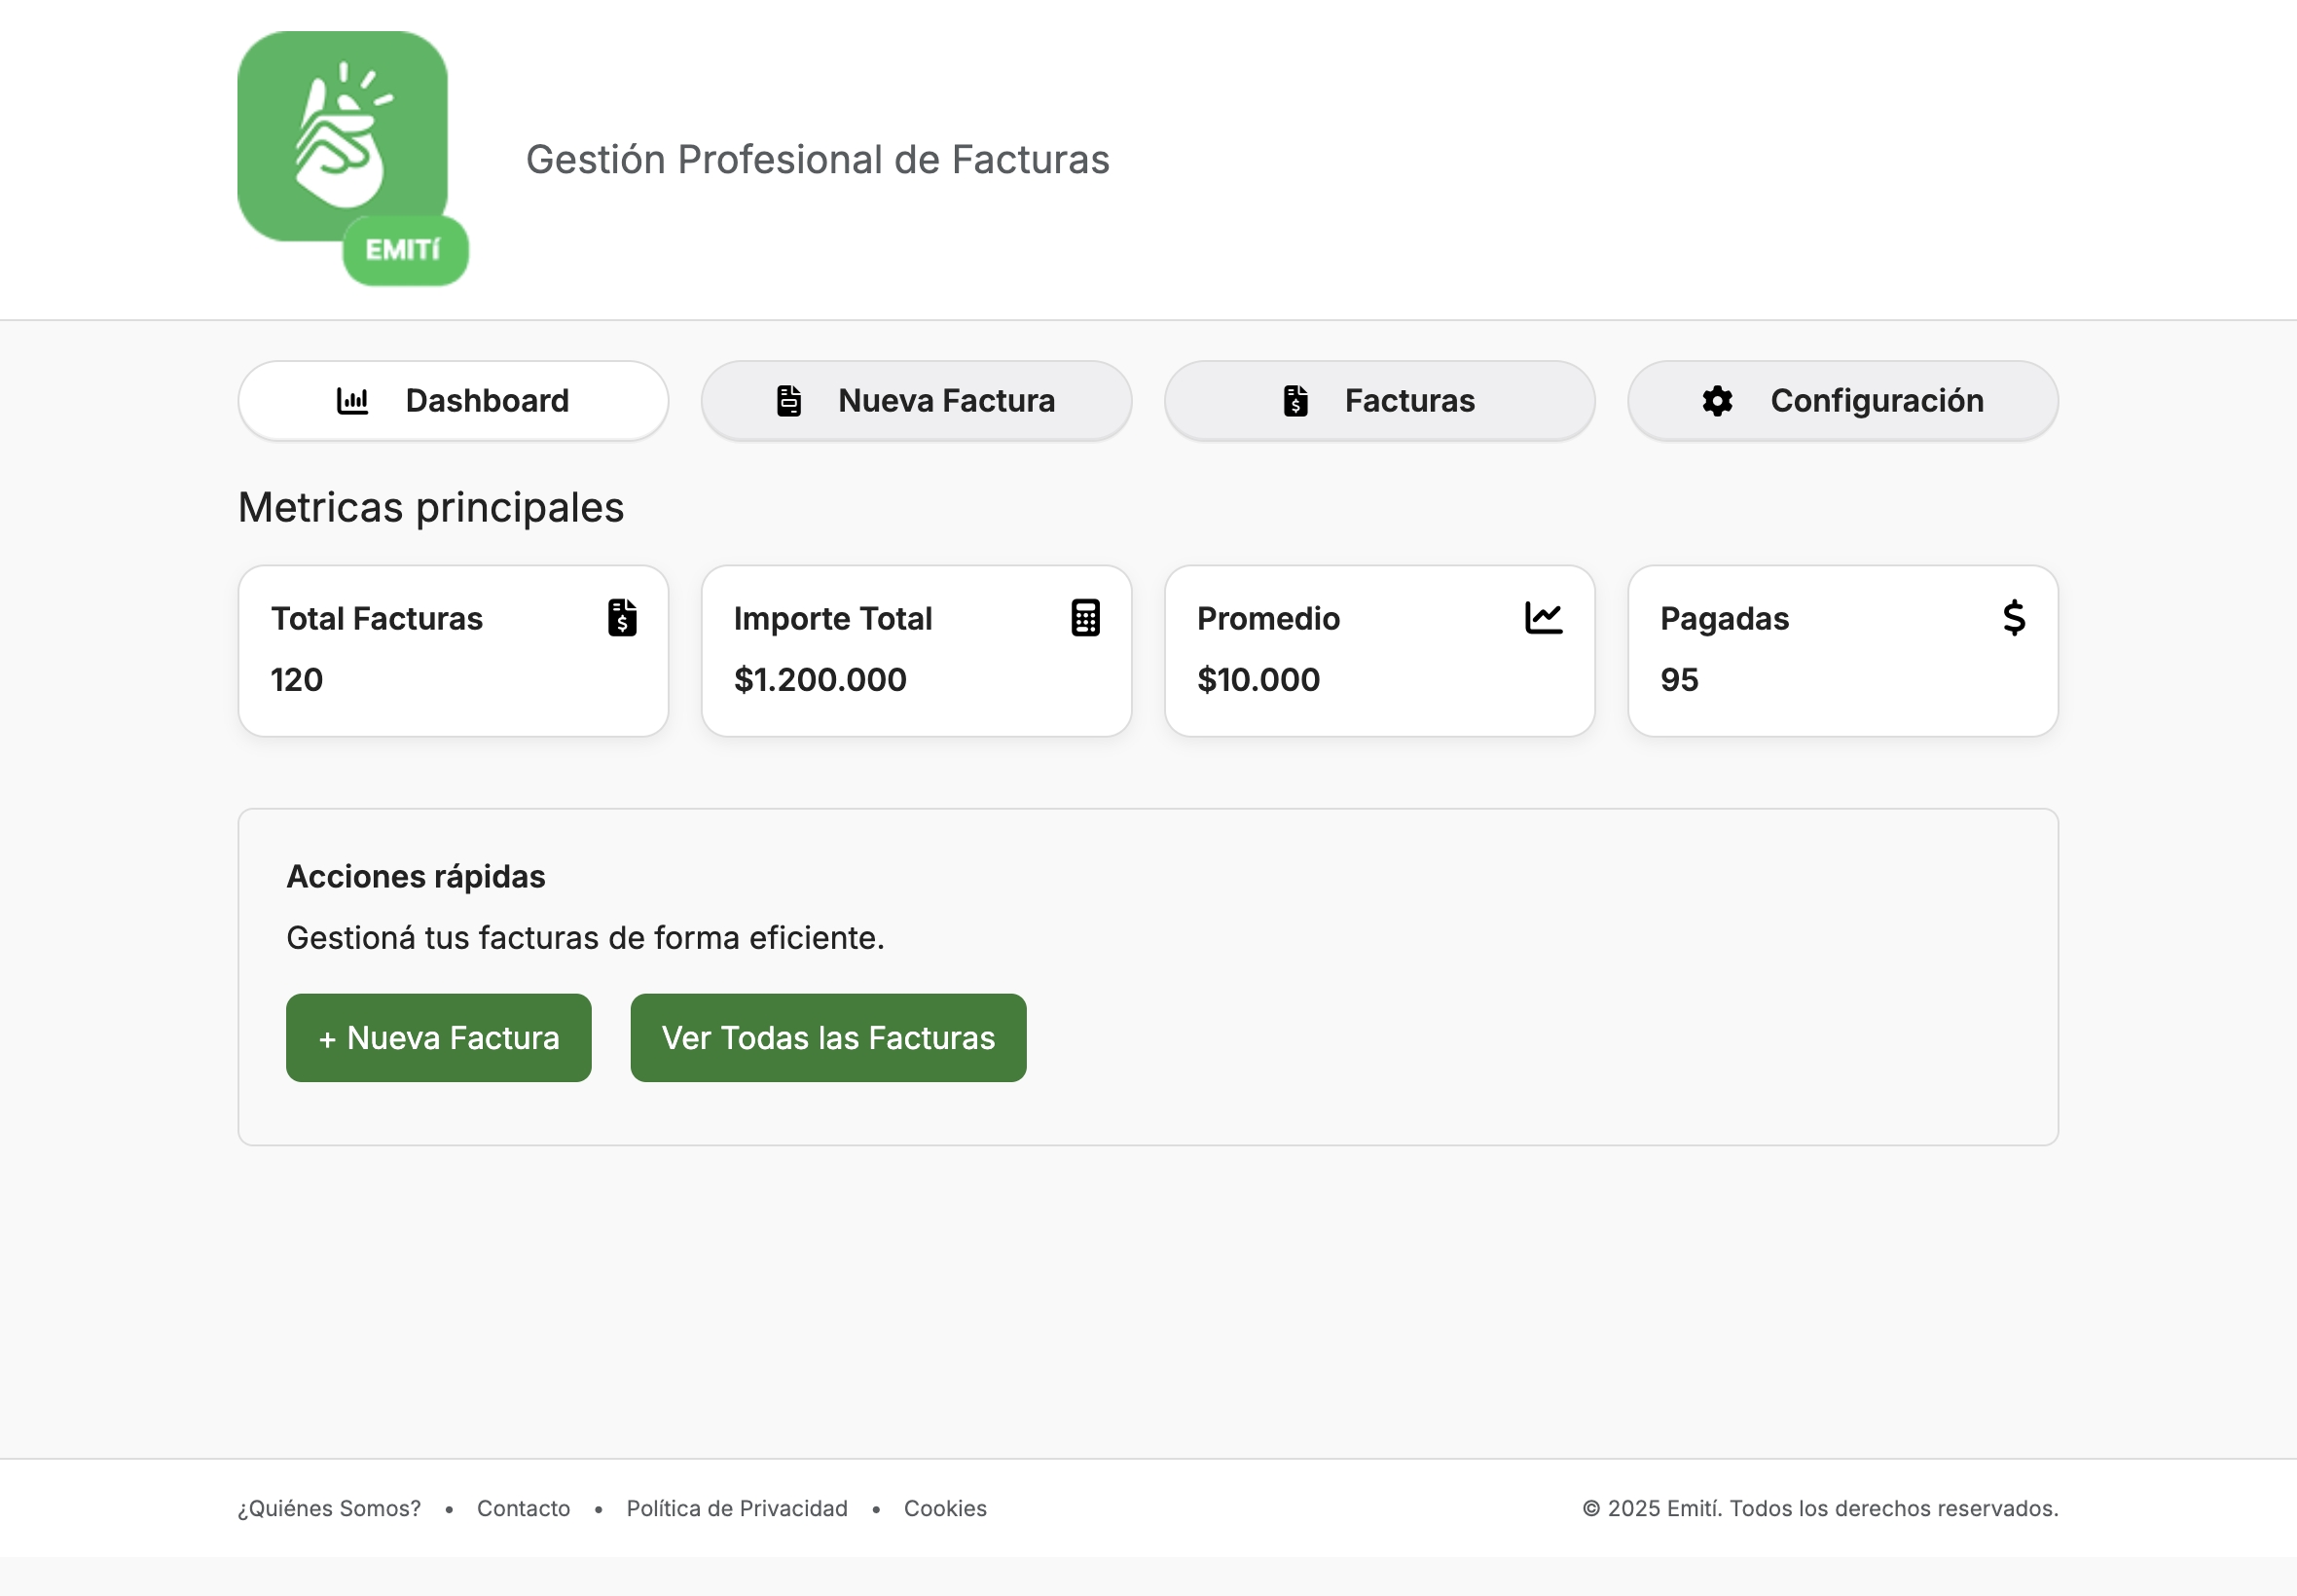 EMITí
Gestión Profesional de Facturas
Dashboard
Nueva Factura
Facturas
Configuración
Metricas principales
Total Facturas
120
Importe Total
$1.200.000
Promedio
$10.000
Pagadas
95
Acciones rápidas
Gestioná tus facturas de forma eficiente.
+ Nueva Factura
Ver Todas las Facturas
¿Quiénes Somos? • Contacto • Política de Privacidad • Cookies
© 2025 Emití. Todos los derechos reservados.